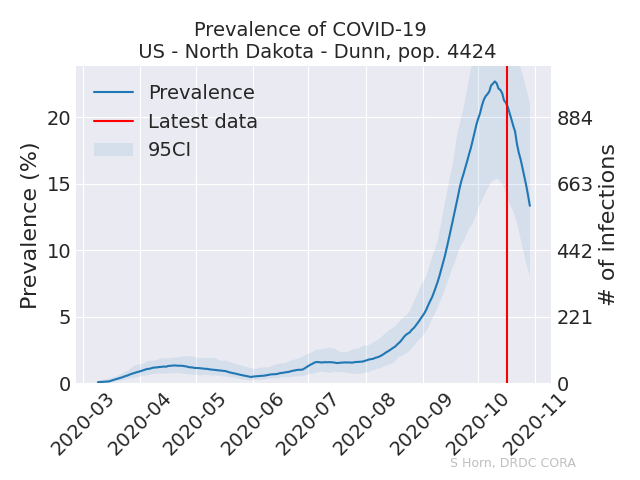 Prevalence of COVID-19
US - North Dakota - Dunn, pop. 4424
Prevalence
Latest data
95CI
Prevalence (%)
20
15
10
5
0
884
663
442
221
0
# of infections
2020-03
2020-04
2020-05
2020-06
2020-07
2020-08
2020-09
2020-10
2020-11
S Horn, DRDC CORA